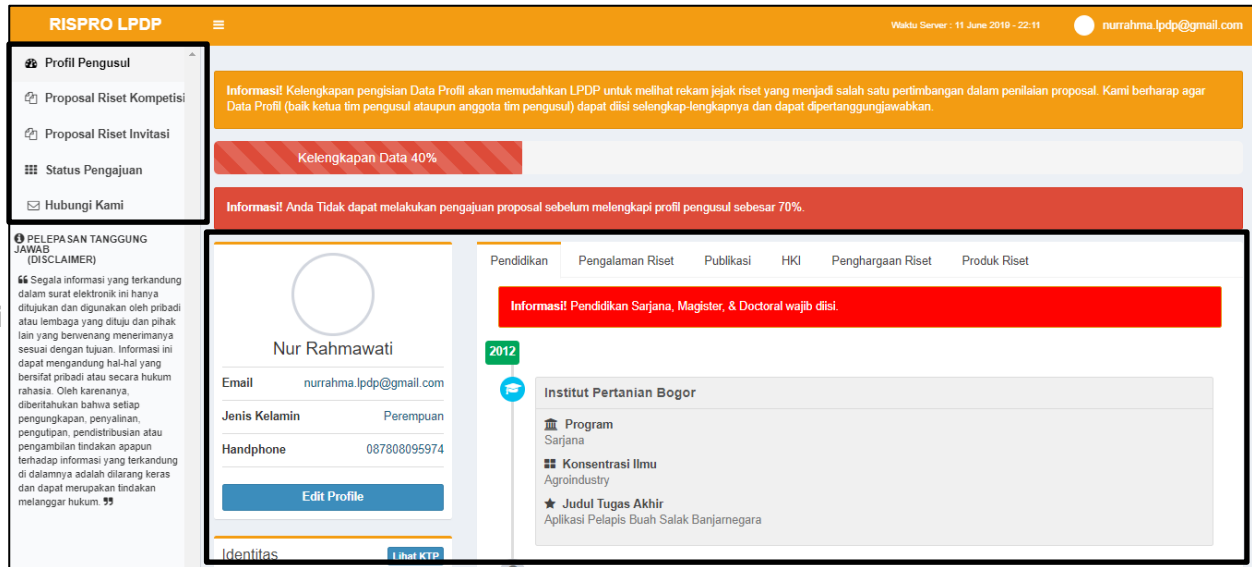 RISPRO LPDP
Waktu Server : 11 June 2019 - 22:11
nurrahma.lpdp@gmail.com
Profil Pengusul
Proposal Riset Kompetisi
Proposal Riset Invitasi
Status Pengajuan
Hubungi Kami
PELEPASAN TANGGUNG
JAWAB
(DISCLAIMER)
Segala informasi yang terkandung
dalam surat elektronik ini hanya
ditujukan dan digunakan oleh pribadi
atau lembaga yang dituju dan pihak
lain yang berwenang menerimanya
sesuai dengan tujuan. Informasi ini
dapat mengandung hal-hal yang
bersifat pribadi atau secara hukum
rahasia. Oleh karenanya,
diberitahukan bahwa setiap
pengungkapan, penyalinan,
pengutipan, pendistribusian atau
pengambilan tindakan apapun
terhadap informasi yang terkandung
di dalamnya adalah dilarang keras
dan dapat merupakan tindakan
melanggar hukum.
Informasi! Kelengkapan pengisian Data Profil akan memudahkan LPDP untuk melihat rekam jejak riset yang menjadi salah satu pertimbangan dalam penilaian proposal. Kami berharap agar
Data Profil (baik ketua tim pengusul ataupun anggota tim pengusul) dapat diisi selengkap-lengkapnya dan dapat dipertanggungjawabkan.
Kelengkapan Data 40%
Informasi! Anda Tidak dapat melakukan pengajuan proposal sebelum melengkapi profil pengusul sebesar 70%.
Nur Rahmawati
Email nurrahma.lpdp@gmail.com
Jenis Kelamin Perempuan
Handphone 087808095974
Edit Profile
Identitas Lihat KTP
Pendidikan Pengalaman Riset Publikasi HKI Penghargaan Riset Produk Riset
Informasi! Pendidikan Sarjana, Magister, & Doctoral wajib diisi.
2012
Institut Pertanian Bogor
Program
Sarjana
Konsentrasi Ilmu
Agroindustry
Judul Tugas Akhir
Aplikasi Pelapis Buah Salak Banjarnegara